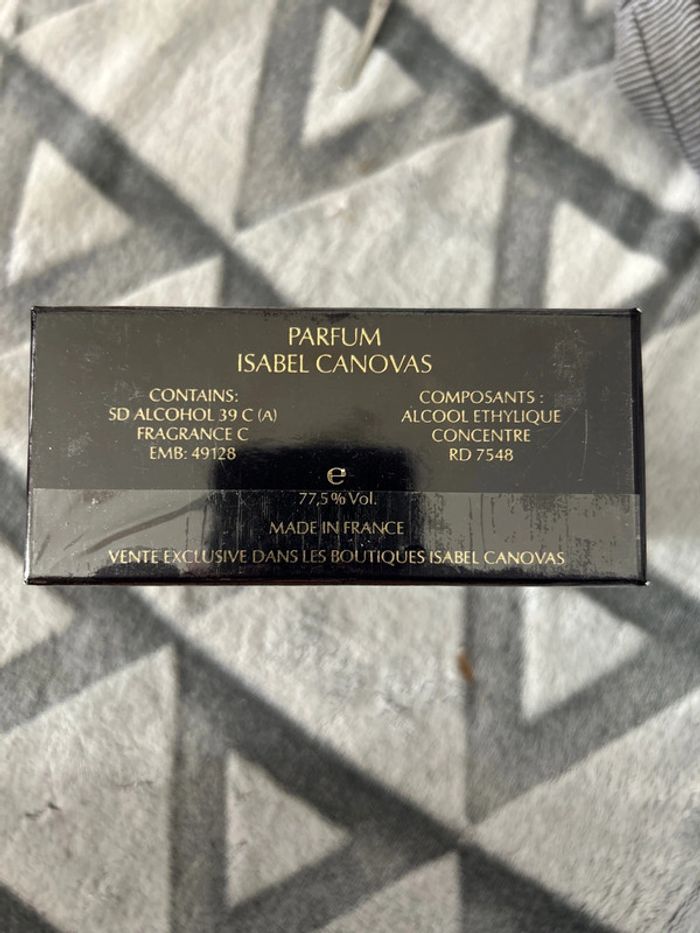 PARFUM
ISABEL CANOVAS
CONTAINS:
SD ALCOHOL 39 C (A)
FRAGRANCE C
EMB: 49128
COMPOSANTS :
ALCOOL ETHYLIQUE
CONCENTRE
RD 7548
e
77,5% Vol.
MADE IN FRANCE
VENTE EXCLUSIVE DANS LES BOUTIQUES ISABEL CANOVAS